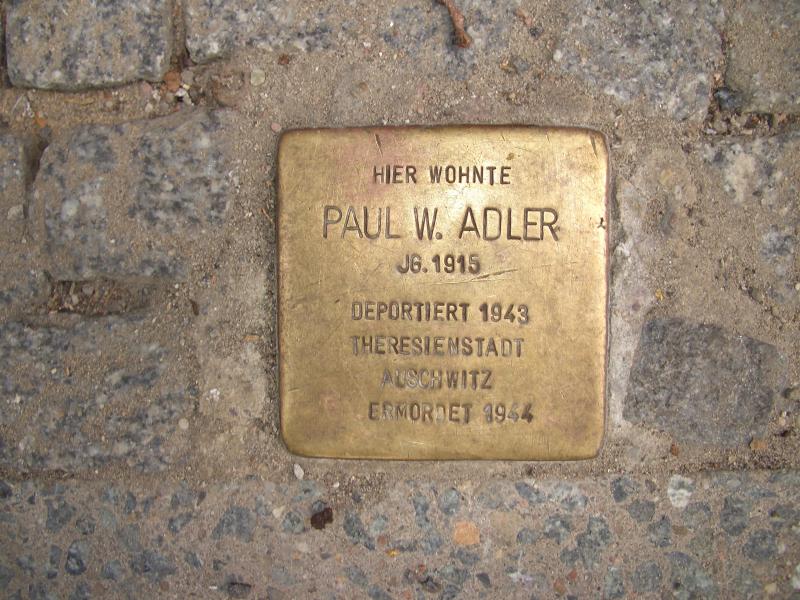 HIER WOHNTE
PAUL W. ADLER
JG. 1915
DEPORTIERT 1943
THERESIENSTADT
AUSCHWITZ
ERMORDET 1944